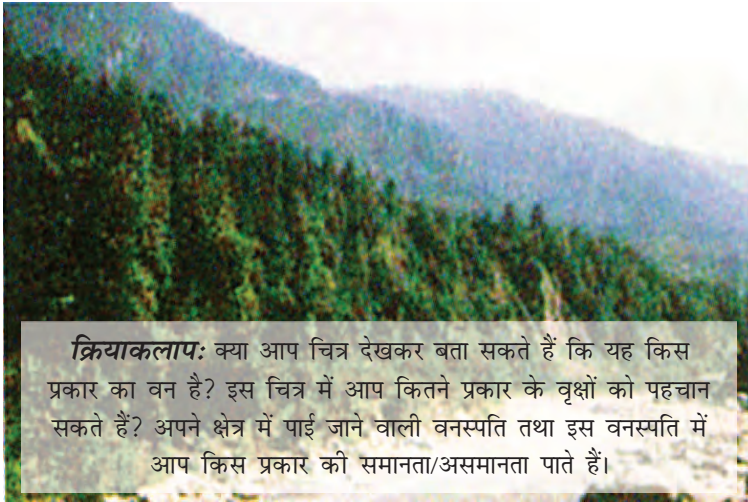 क्रियाकलाप: क्या आप चित्र देखकर बता सकते हैं कि यह किस
प्रकार का वन है? इस चित्र में आप कितने प्रकार के वृक्षों को पहचान
सकते हैं? अपने क्षेत्र में पाई जाने वाली वनस्पति तथा इस वनस्पति में
आप किस प्रकार की समानता/असमानता पाते हैं।